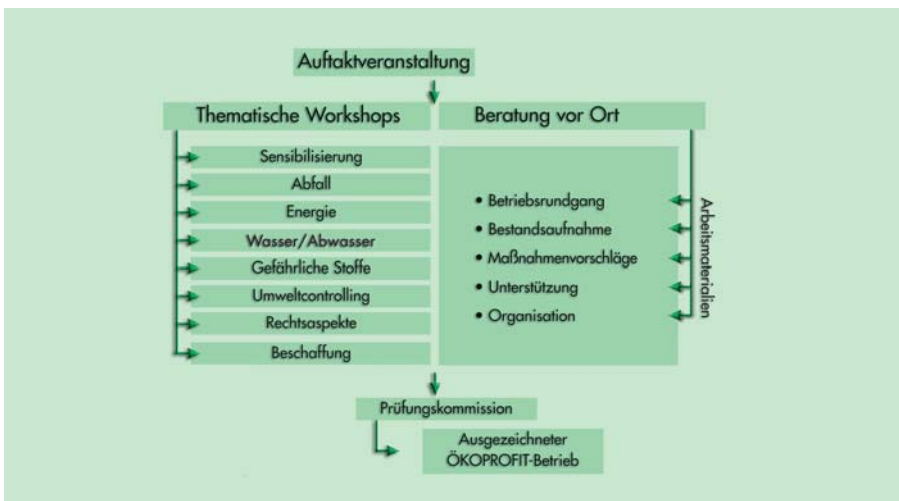 Auftaktveranstaltung
Thematische Workshops
Beratung vor Ort
Sensibilisierung
Abfall
Energie
Wasser/Abwasser
Gefährliche Stoffe
Umweltcontrolling
Rechtsaspekte
Beschaffung
• Betriebsrundgang
• Bestandsaufnahme
• Maßnahmenvorschläge
• Unterstützung
• Organisation
Arbeitsmaterialien
Prüfungskommission
Ausgezeichneter
ÖKOPROFIT-Betrieb